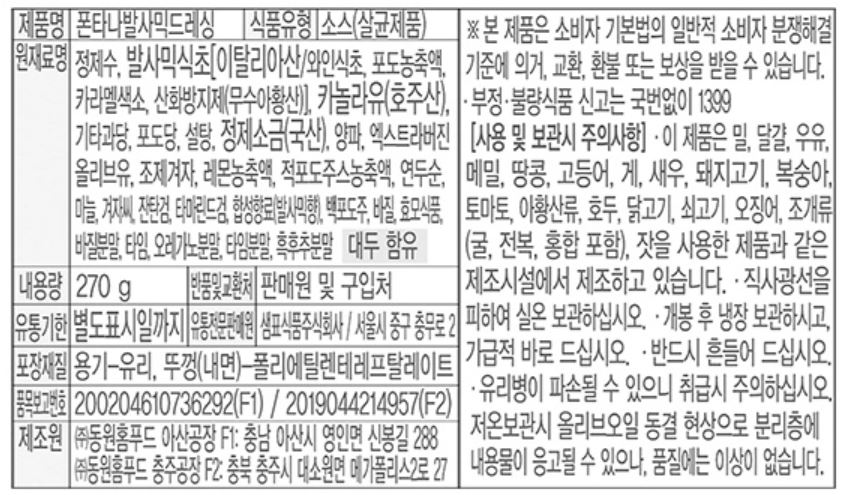 제품명 폰타나발사믹드레싱 식품유형 소스(살균제품)
원재료명 정제수, 발사믹식초[이탈리아산/와인식초, 포도농축액,
카라멜색소, 산화방지제(무수아황산)], 카놀라유(호주산),
기타과당, 포도당, 설탕, 정제소금(국산), 양파, 엑스트라버진
올리브유, 조제겨자, 레몬농축액, 적포도주스농축액, 연두순,
마늘, 겨자씨, 잔탄검, 타마린드검, 합성향료(발사믹향), 백포도주, 바질, 효모식품,
바질분말, 타임, 오레가노분말, 타임분말, 흑후추분말 대두 함유
내용량 270 g 반품및교환처 판매원 및 구입처
유통기한 별도표시일까지 유통전문판매원 샘표식품주식회사 / 서울시 중구 충무로 2
포장재질 용기-유리, 뚜껑(내면)-폴리에틸렌테레프탈레이트
품목보고번호 200204610736292(F1) / 2019044214957(F2)
제조원 ㈜동원홈푸드 아산공장 F1: 충남 아산시 영인면 신봉길 288
㈜동원홈푸드 충주공장 F2: 충북 충주시 대소원면 메가폴리스2로 27
※본 제품은 소비자 기본법의 일반적 소비자 분쟁해결
기준에 의거, 교환, 환불 또는 보상을 받을 수 있습니다.
·부정·불량식품 신고는 국번없이 1399
[사용 및 보관시 주의사항] ·이 제품은 밀, 달걀, 우유,
메밀, 땅콩, 고등어, 게, 새우, 돼지고기, 복숭아,
토마토, 아황산류, 호두, 닭고기, 쇠고기, 오징어, 조개류
(굴, 전복, 홍합 포함), 잣을 사용한 제품과 같은
제조시설에서 제조하고 있습니다. ·직사광선을
피하여 실온 보관하십시오. ·개봉 후 냉장 보관하시고,
가급적 바로 드십시오. ·반드시 흔들어 드십시오.
·유리병이 파손될 수 있으니 취급시 주의하십시오.
저온보관시 올리브오일 동결 현상으로 분리층에
내용물이 응고될 수 있으나, 품질에는 이상이 없습니다.